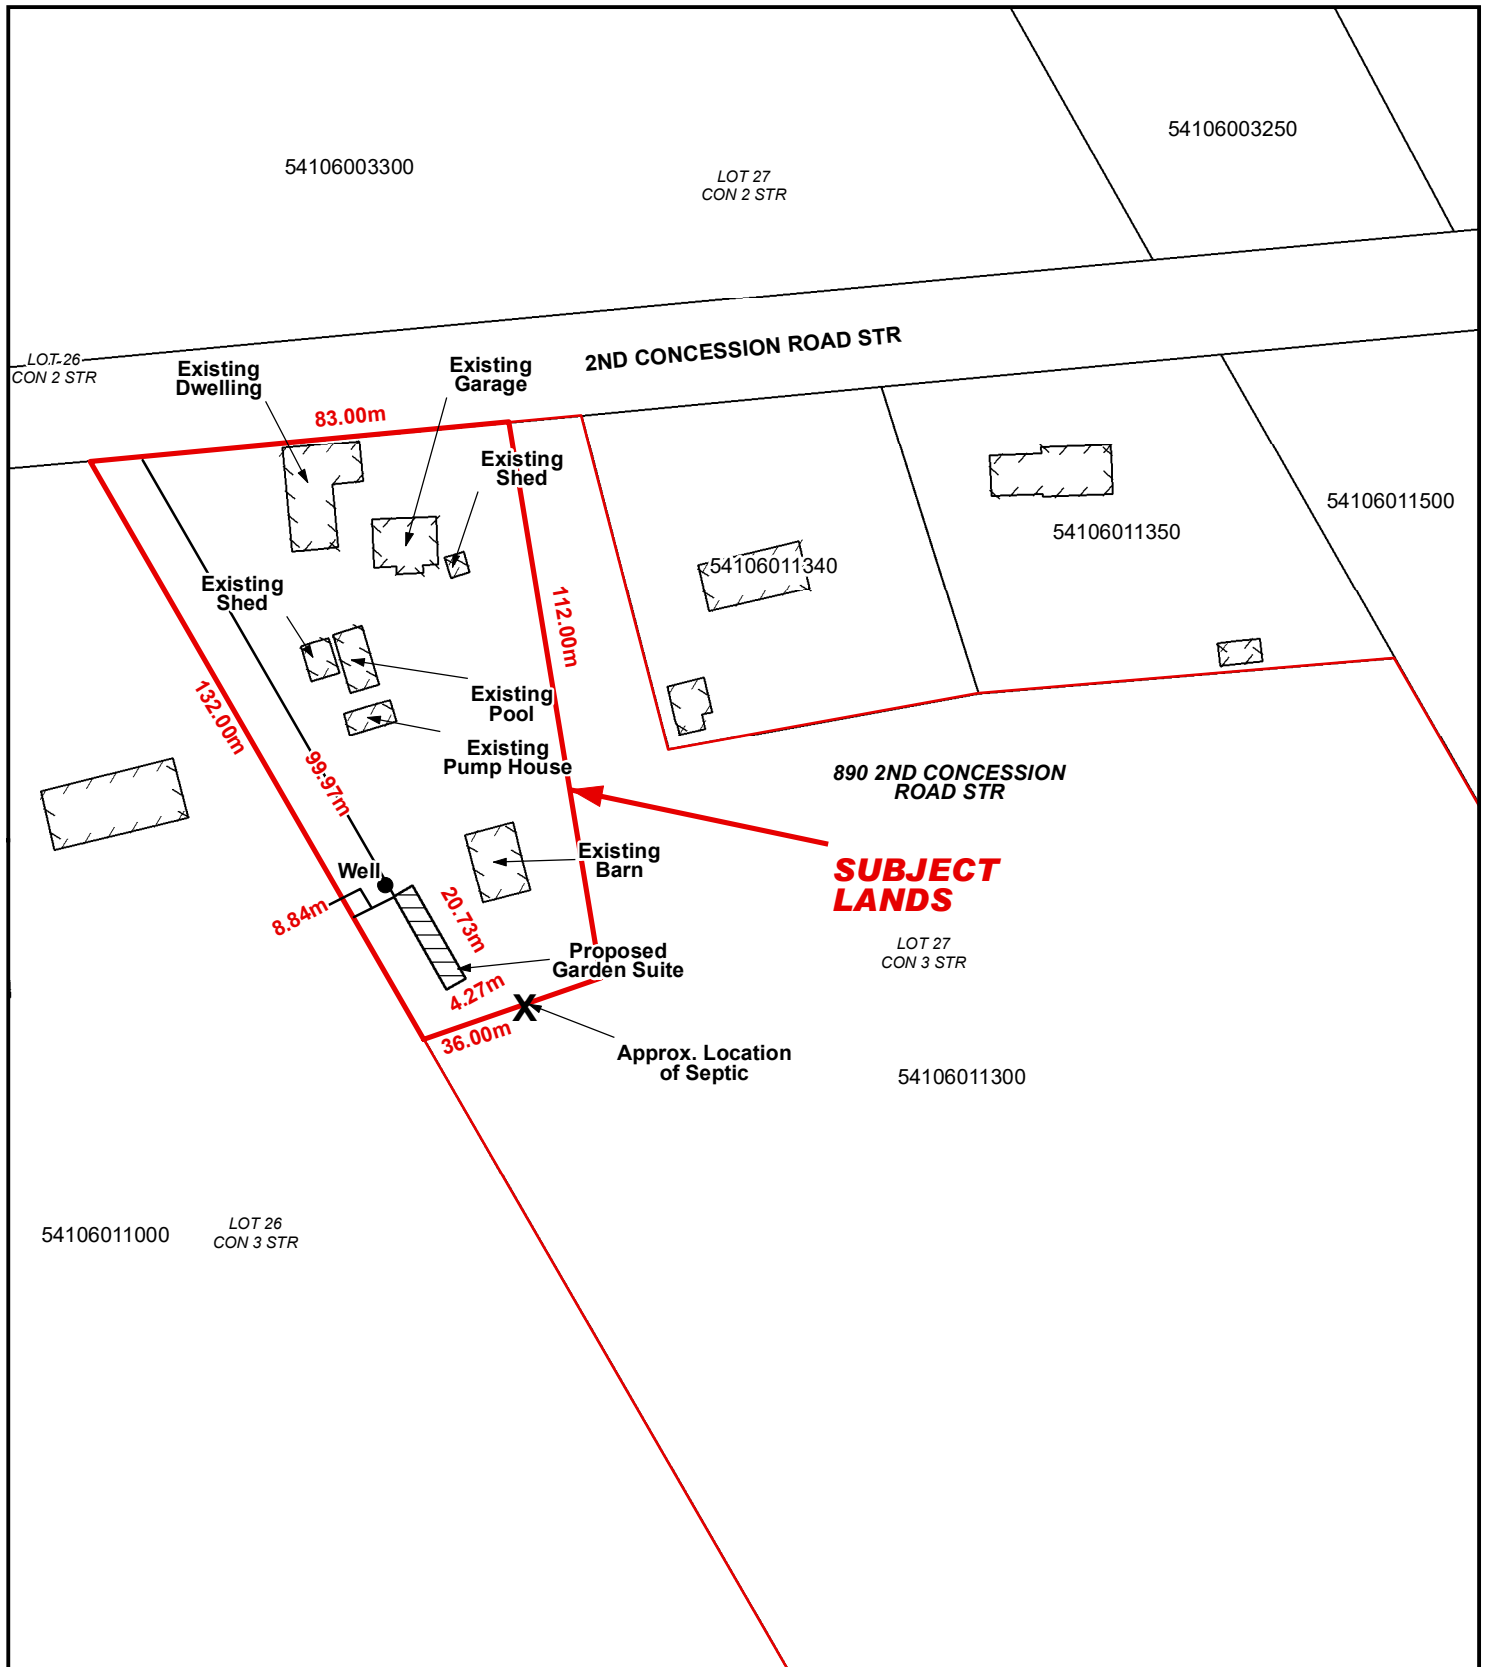 54106003250
54106003300
LOT 27
CON 2 STR
2ND CONCESSION ROAD STR
LOT 26
CON 2 STR
Existing
Dwelling
Existing
Garage
83.00m
Existing
Shed
54106011500
54106011350
54106011340
Existing
Shed
112.00m
132.00m
Existing
Pool
Existing
Pump House
99.97m
890 2ND CONCESSION
ROAD STR
Existing
Barn
Well
SUBJECT
LANDS
8.84m
20.73m
Proposed
Garden Suite
LOT 27
CON 3 STR
4.27m
X
36.00m
Approx. Location
of Septic
54106011300
54106011000
LOT 26
CON 3 STR